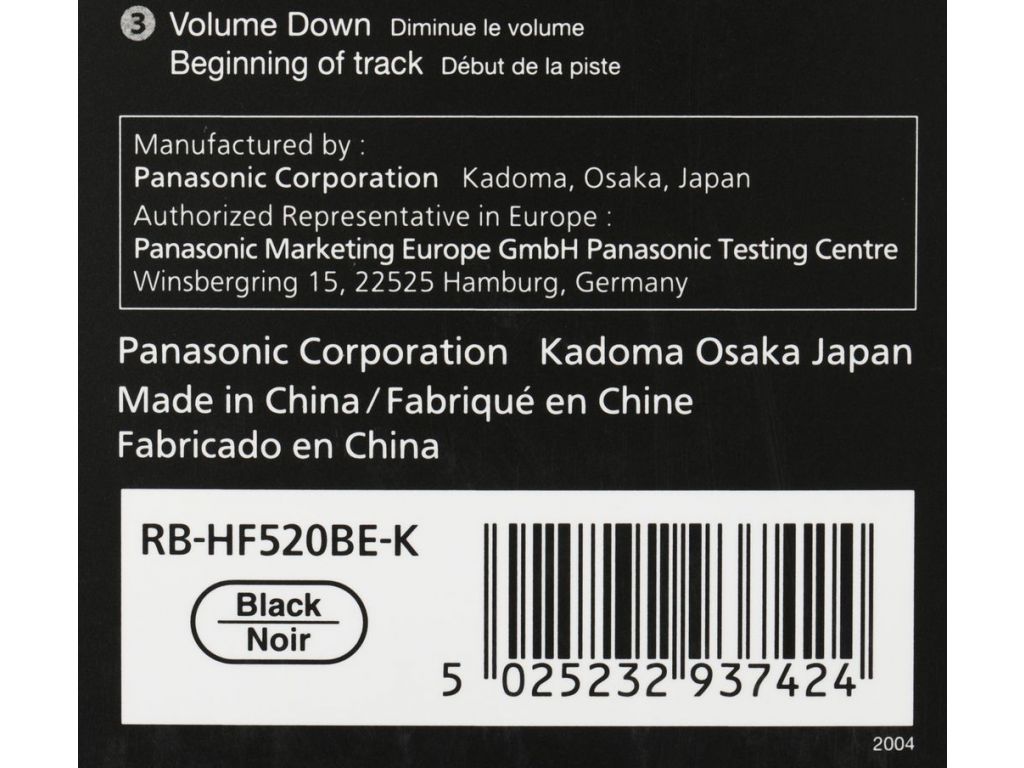 3 Volume Down Diminue le volume
Beginning of track Début de la piste
Manufactured by :
Panasonic Corporation Kadoma, Osaka, Japan
Authorized Representative in Europe :
Panasonic Marketing Europe GmbH Panasonic Testing Centre
Winsbergring 15, 22525 Hamburg, Germany
Panasonic Corporation Kadoma Osaka Japan
Made in China / Fabriqué en Chine
Fabricado en China
RB-HF520BE-K
Black
Noir
5 025232 937424
2004